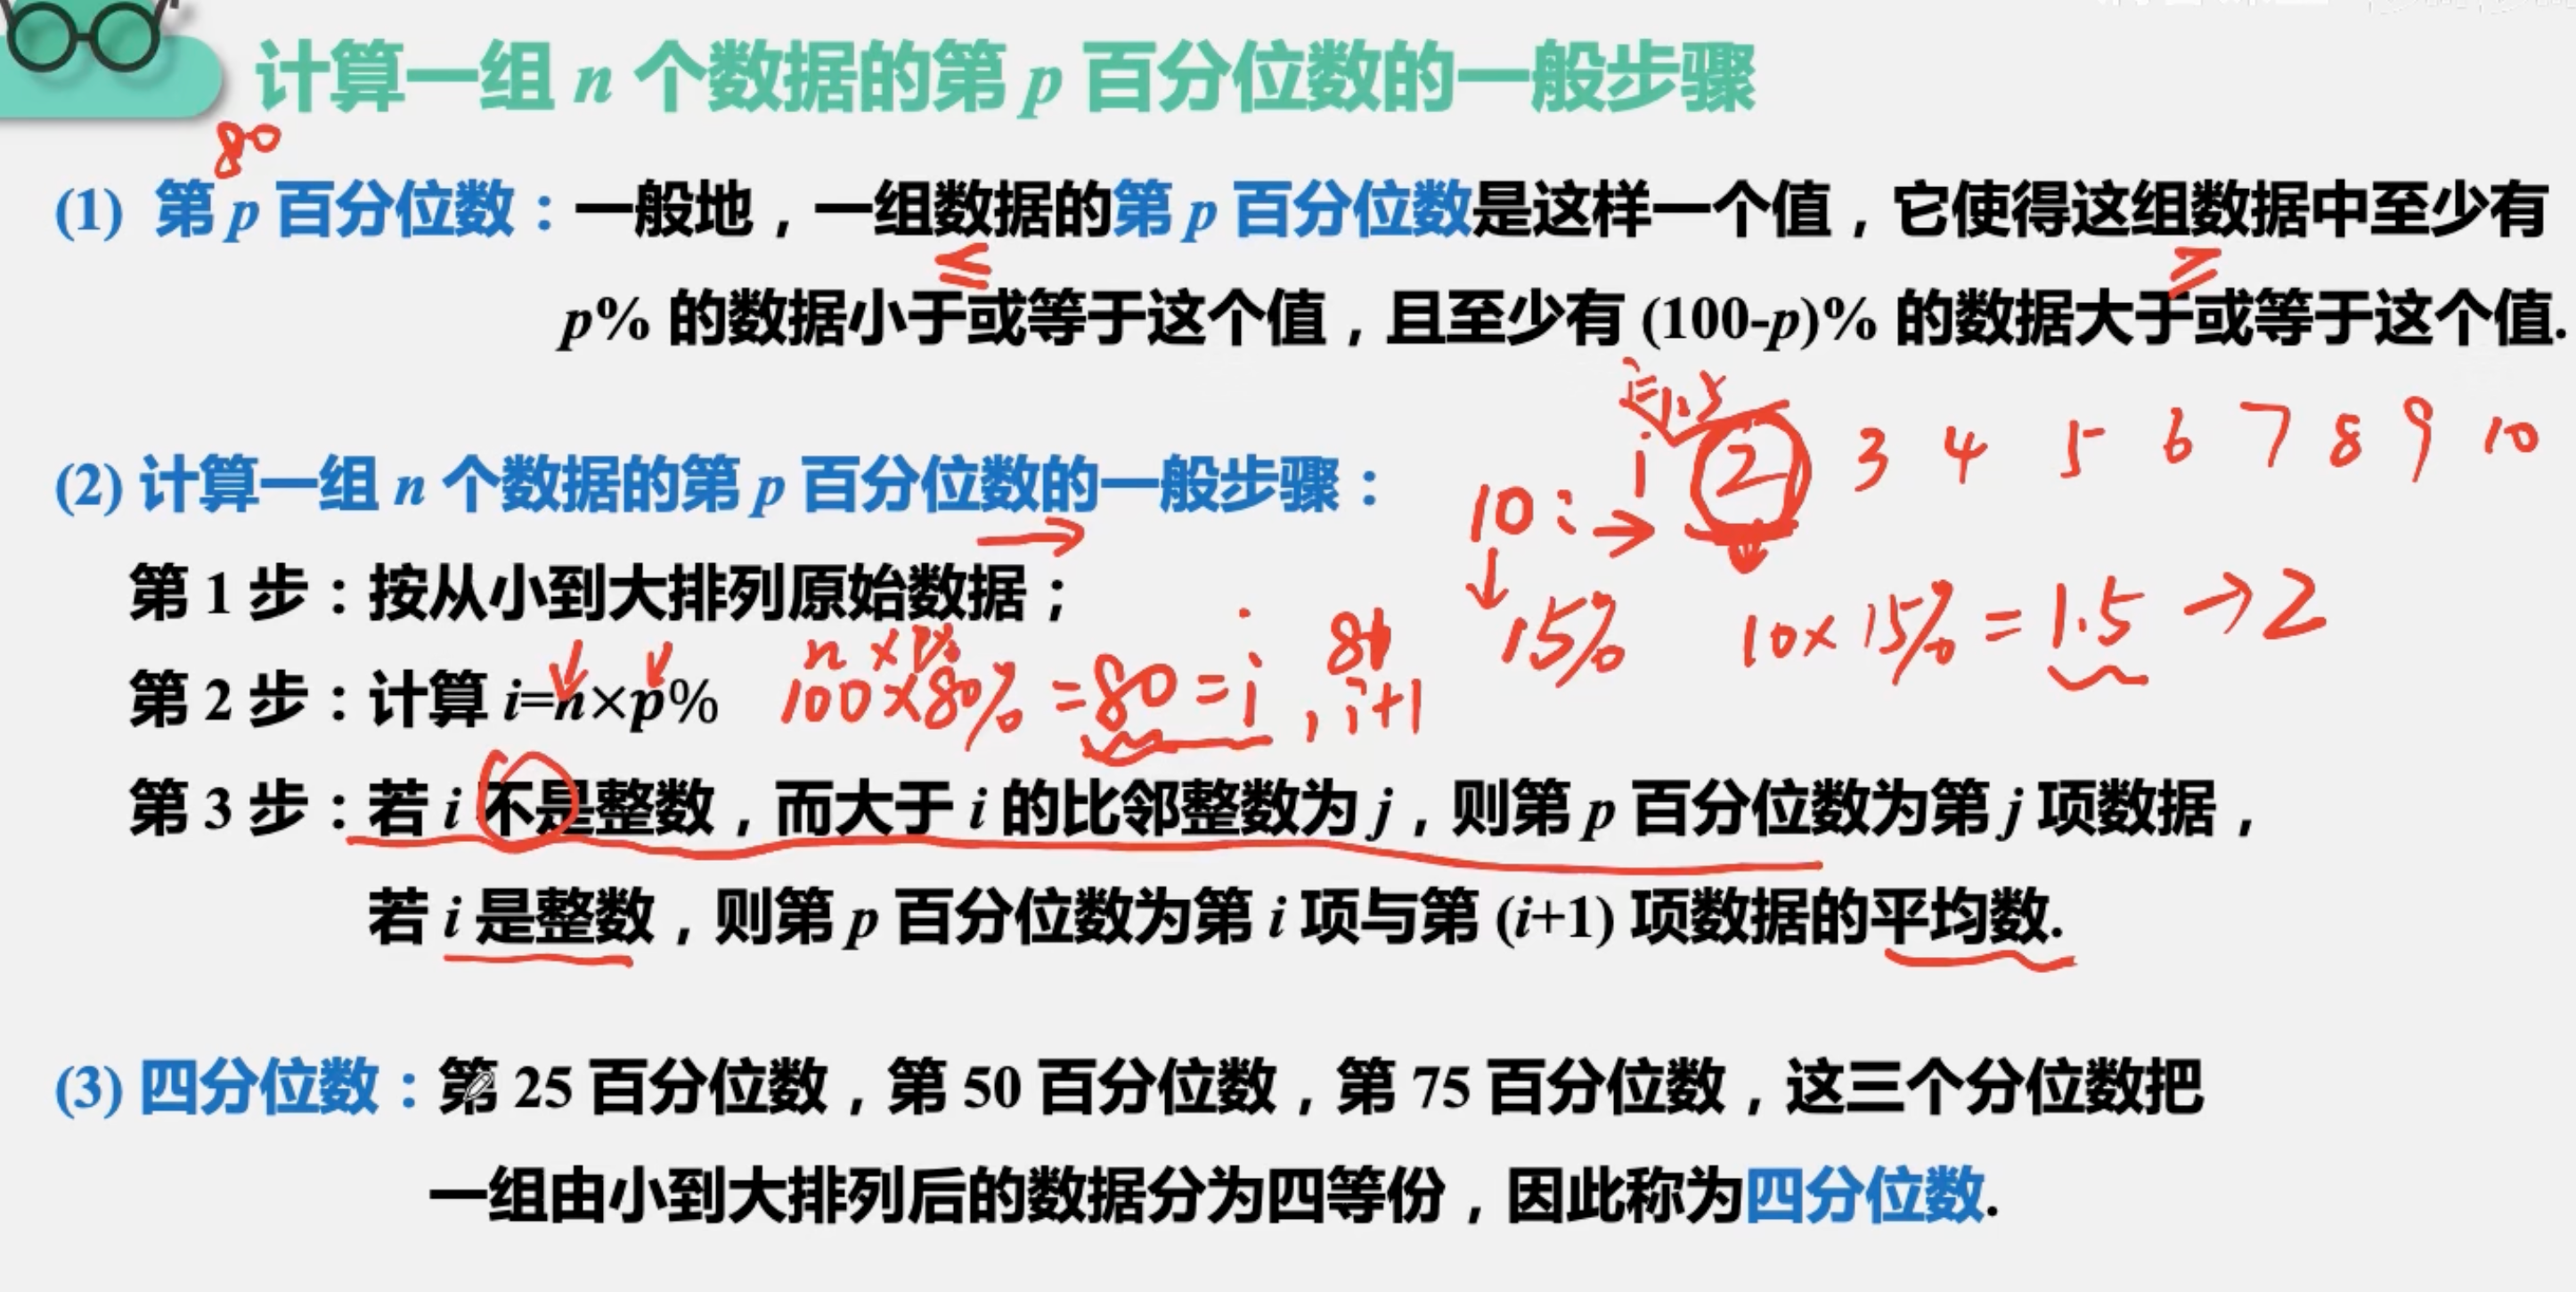 计算一组 n 个数据的第 p 百分位数的一般步骤
80
(1) 第 p 百分位数：一般地，一组数据的第 p 百分位数是这样一个值，它使得这组数据中至少有
≤ ≥
p% 的数据小于或等于这个值，且至少有 (100-p)% 的数据大于或等于这个值.
i=1.5
10: → 1 2 3 4 5 6 7 8 9 10
(2) 计算一组 n 个数据的第 p 百分位数的一般步骤：
第 1 步：按从小到大排列原始数据；
15% 10×15%=1.5→2
n×p%
第 2 步：计算 i=n×p% 100×80%=80=i , i+1
81
第 3 步：若 i 不是整数，而大于 i 的比邻整数为 j，则第 p 百分位数为第 j 项数据，
若 i 是整数，则第 p 百分位数为第 i 项与第 (i+1) 项数据的平均数.
(3) 四分位数：第 25 百分位数，第 50 百分位数，第 75 百分位数，这三个分位数把
一组由小到大排列后的数据分为四等份，因此称为四分位数.